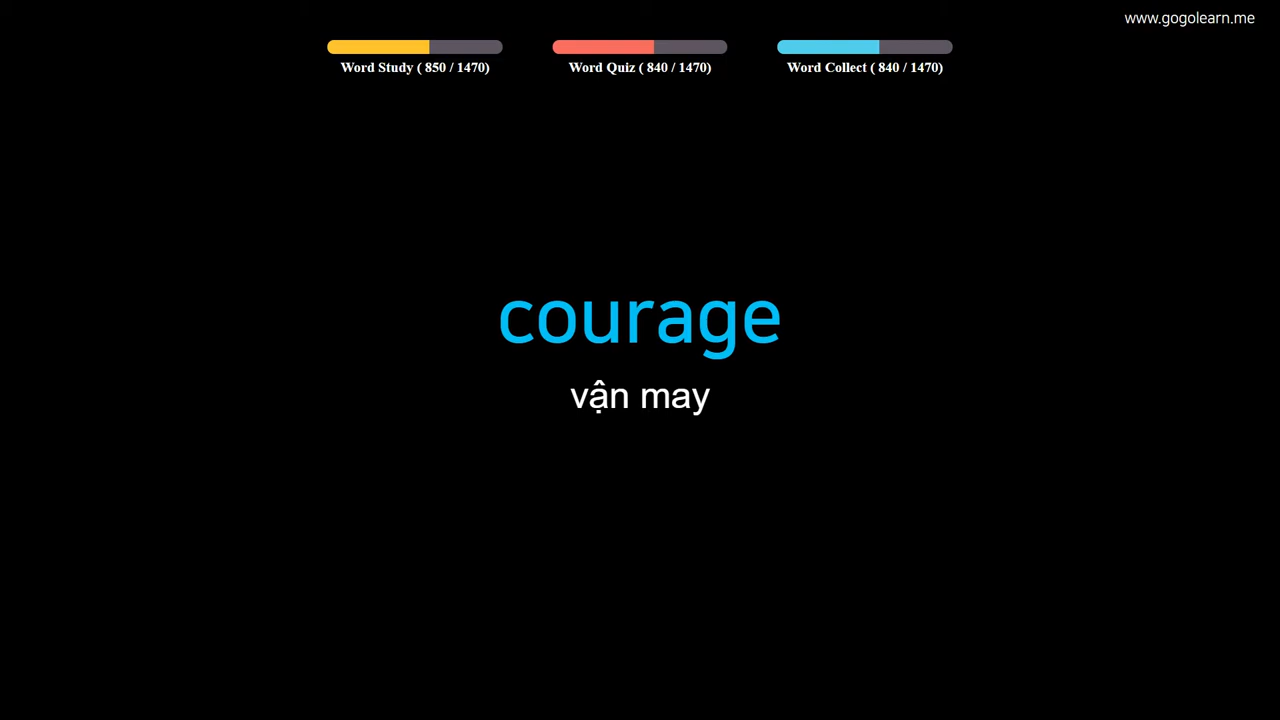 www.gogolearn.me
Word Study ( 850 / 1470)
Word Quiz ( 840 / 1470)
Word Collect ( 840 / 1470)
courage
vận may